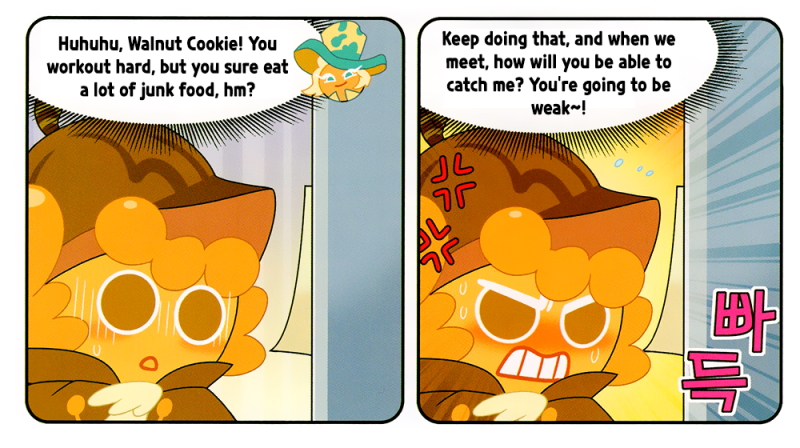 Huhuhu, Walnut Cookie! You
workout hard, but you sure eat
a lot of junk food, hm?
Keep doing that, and when we
meet, how will you be able to
catch me? You're going to be
weak~!
빠
득